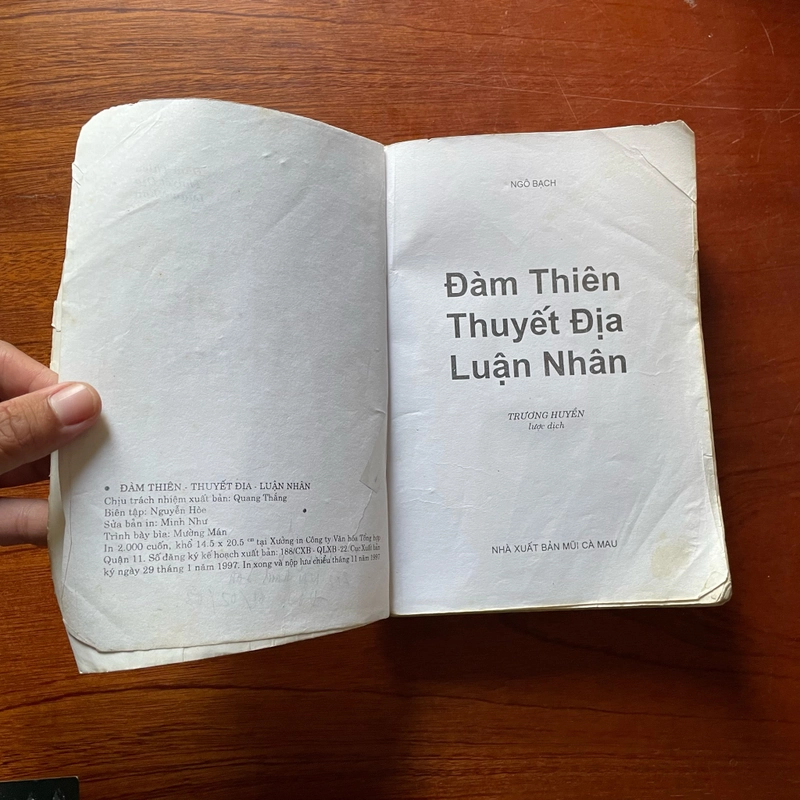 • ĐÀM THIÊN - THUYẾT ĐỊA - LUẬN NHÂN
Chịu trách nhiệm xuất bản: Quang Thắng
Biên tập: Nguyễn Hòe
Sửa bản in: Minh Như
Trình bày bìa: Mường Mán
In 2.000 cuốn, khổ 14.5 x 20.5 cm tại Xưởng in Công ty Văn hóa Tổng hợp
Quận 11. Số đăng ký kế hoạch xuất bản: 188/CXB - QLXB -22. Cục Xuất bản
ký ngày 29 tháng 1 năm 1997. In xong và nộp lưu chiểu tháng 11 năm 1997
NGÔ BẠCH
Đàm Thiên
Thuyết Địa
Luận Nhân
TRƯƠNG HUYỀN
lược dịch
NHÀ XUẤT BẢN MŨI CÀ MAU